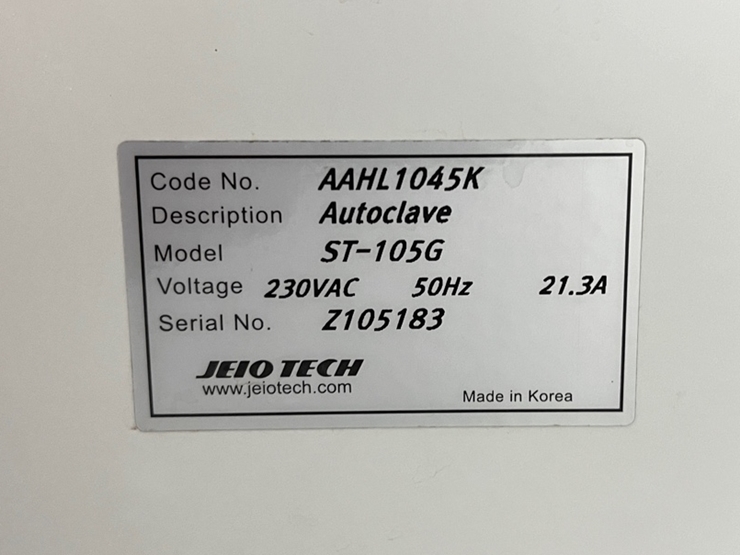 Code No. AAHL1045K
Description Autoclave
Model ST-105G
Voltage 230VAC 50Hz 21.3A
Serial No. Z105183
JEIO TECH
www.jeiotech.com
Made in Korea